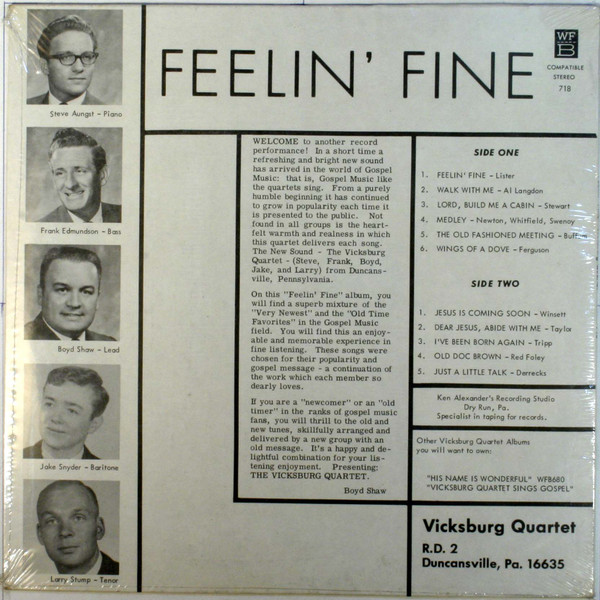 FEELIN' FINE
WF
B
COMPATIBLE
STEREO
718
Steve Aungst - Piano
Frank Edmundson - Bass
Boyd Shaw - Lead
Jake Snyder - Baritone
Larry Stump - Tenor
WELCOME to another record
performance! In a short time a
refreshing and bright new sound
has arrived in the world of Gospel
Music: that is, Gospel Music like
the quartets sing. From a purely
humble beginning it has continued
to grow in popularity each time it
is presented to the public. Not
found in all groups is the heart-
felt warmth and realness in which
this quartet delivers each song.
The New Sound - The Vicksburg
Quartet - (Steve, Frank, Boyd,
Jake, and Larry) from Duncans-
ville, Pennsylvania.
On this "Feelin' Fine" album, you
will find a superb mixture of the
"Very Newest" and the "Old Time
Favorites" in the Gospel Music
field. You will find this an enjoy-
able and memorable experience in
fine listening. These songs were
chosen for their popularity and
gospel message - a continuation of
the work which each member so
dearly loves.
If you are a "newcomer" or an "old
timer" in the ranks of gospel music
fans, you will thrill to the old and
new tunes, skillfully arranged and
delivered by a new group with an
old message. It's a happy and de-
lightful combination for your lis-
tening enjoyment. Presenting:
THE VICKSBURG QUARTET.
Boyd Shaw
SIDE ONE
1. FEELIN' FINE - Lister
2. WALK WITH ME - Al Langdon
3. LORD, BUILD ME A CABIN - Stewart
4. MEDLEY - Newton, Whitfield, Swenoy
5. THE OLD FASHIONED MEETING -
6. WINGS OF A DOVE - Ferguson
SIDE TWO
1. JESUS IS COMING SOON - Winsett
2. DEAR JESUS, ABIDE WITH ME - Taylor
3. I'VE BEEN BORN AGAIN - Tripp
4. OLD DOC BROWN - Red Foley
5. JUST A LITTLE TALK - Derrecks
Ken Alexander's Recording Studio
Dry Run, Pa.
Specialist in taping for records.
Other Vicksburg Quartet Albums
you will want to own:
"HIS NAME IS WONDERFUL" WFB680
"VICKSBURG QUARTET SINGS GOSPEL"
Vicksburg Quartet
R.D. 2
Duncansville, Pa. 16635